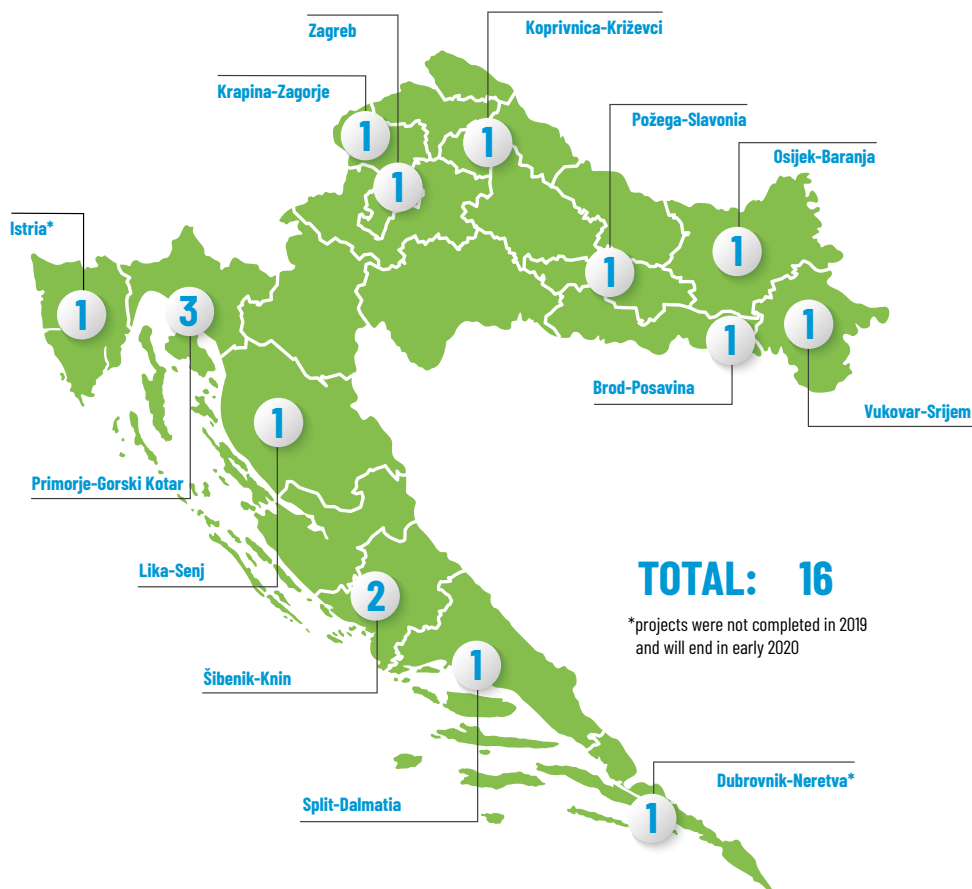 Zagreb
Koprivnica-Križevci
Krapina-Zagorje
Požega-Slavonia
Osijek-Baranja
1
1
1
1
Istria*
1
1
1
3
1
1
Brod-Posavina
Vukovar-Srijem
1
Primorje-Gorski Kotar
Lika-Senj
TOTAL: 16
2
*projects were not completed in 2019
and will end in early 2020
Šibenik-Knin
1
Dubrovnik-Neretva*
Split-Dalmatia
1